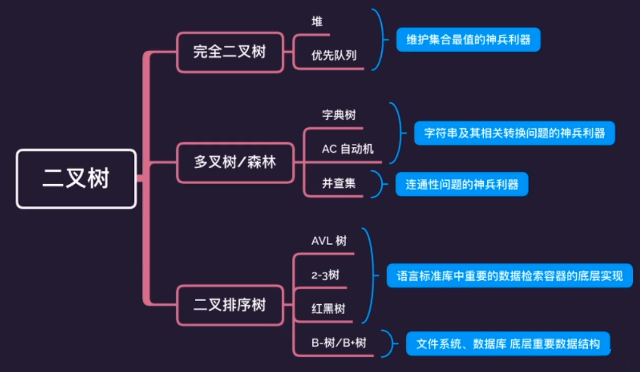 二叉树
完全二叉树
堆
优先队列
维护集合最值的神兵利器
多叉树/森林
字典树
AC 自动机
字符串及其相关转换问题的神兵利器
并查集
连通性问题的神兵利器
二叉排序树
AVL 树
2-3树
红黑树
语言标准库中重要的数据检索容器的底层实现
B-树/B+树
文件系统、数据库 底层重要数据结构